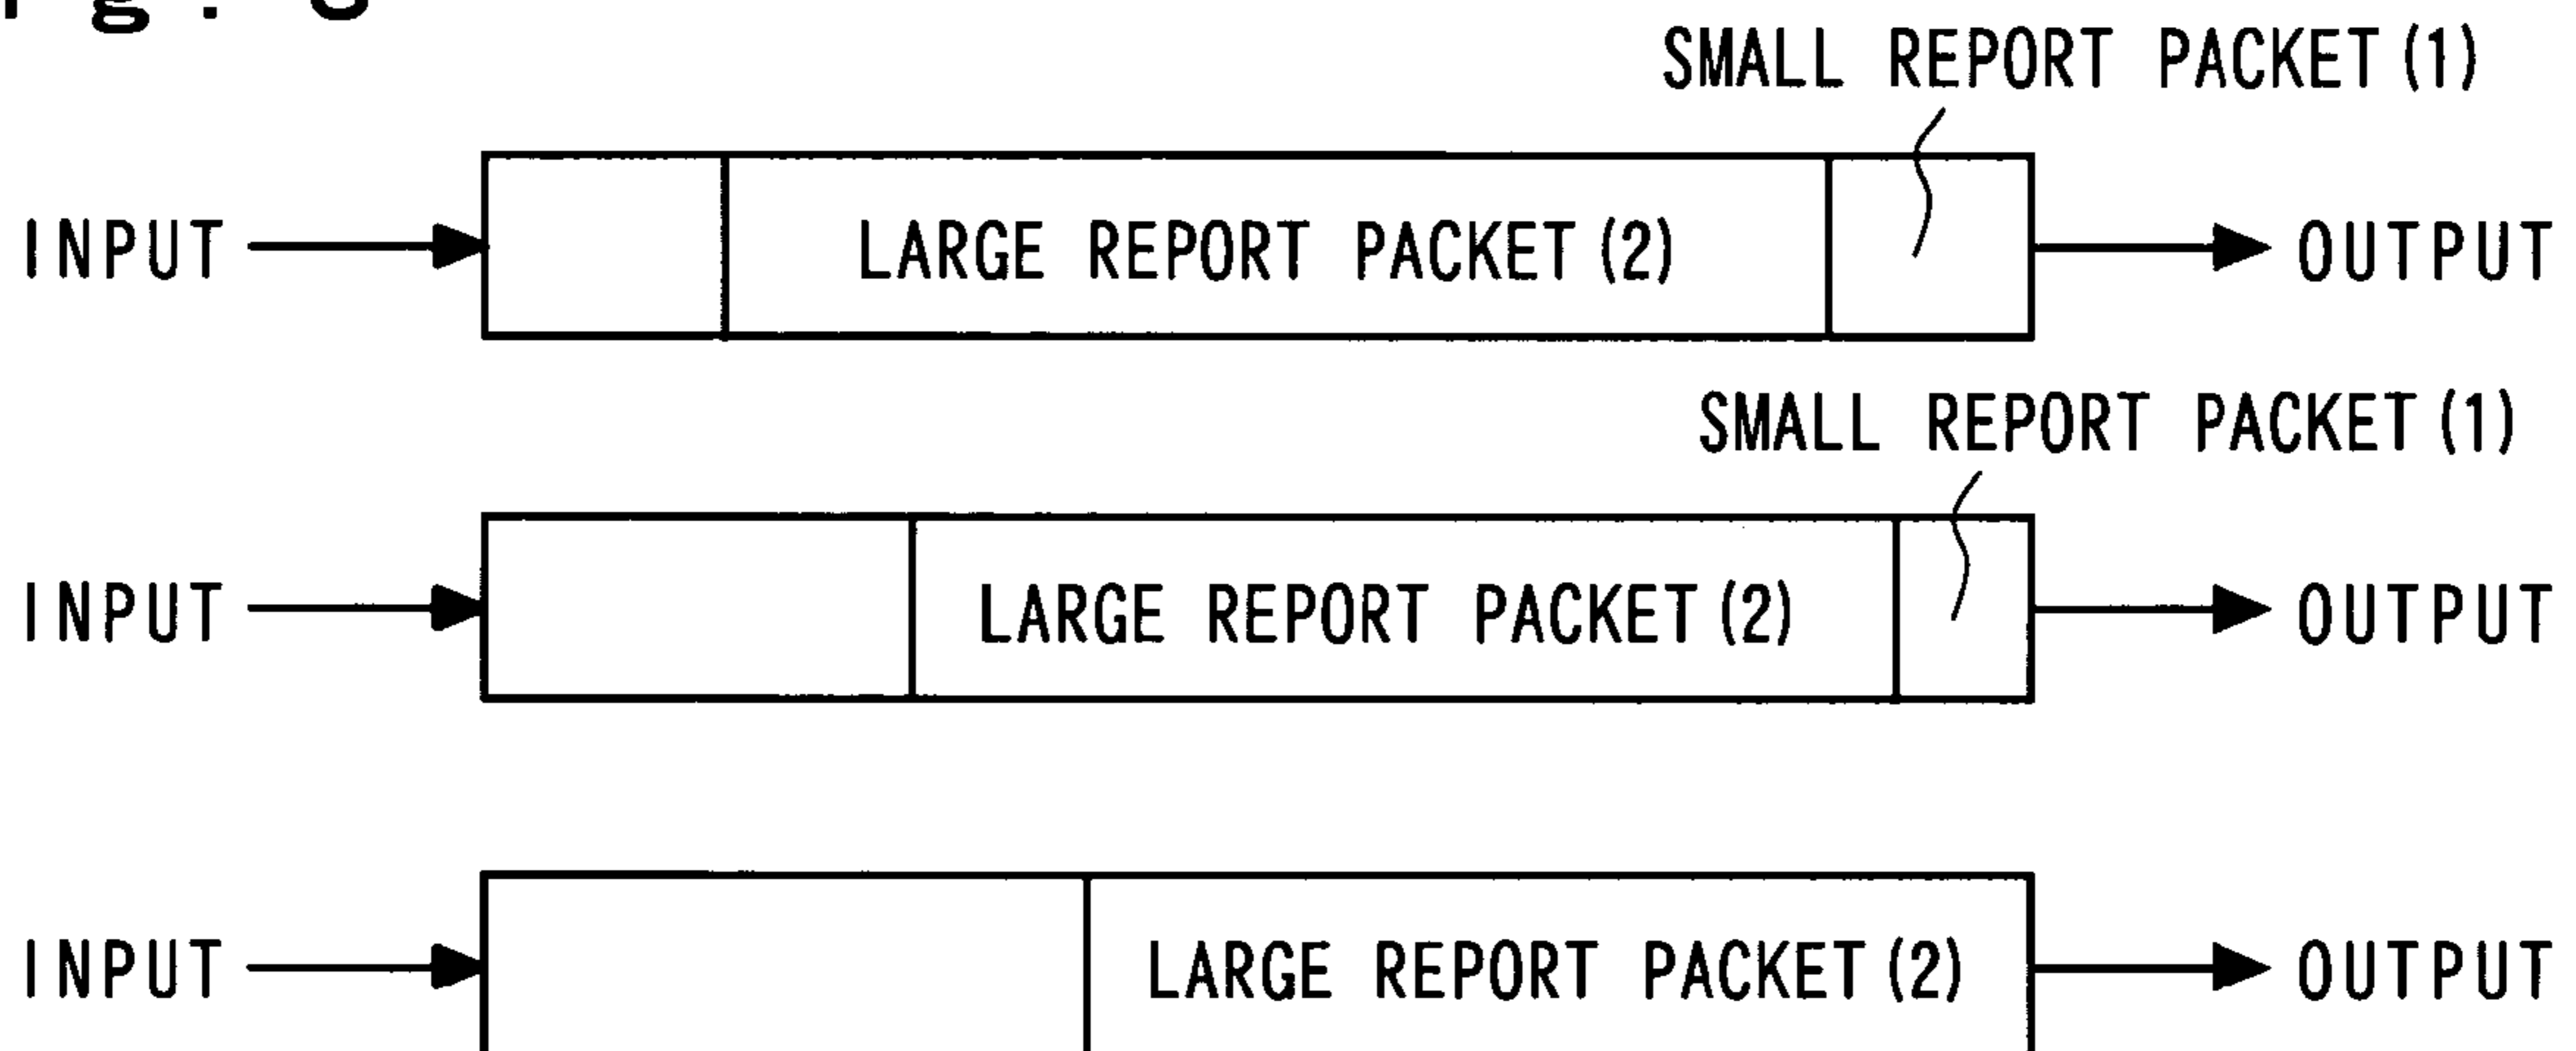 SMALL REPORT PACKET(1)
INPUT LARGE REPORT PACKET(2) OUTPUT
SMALL REPORT PACKET(1)
INPUT LARGE REPORT PACKET(2) OUTPUT
INPUT LARGE REPORT PACKET(2) OUTPUT